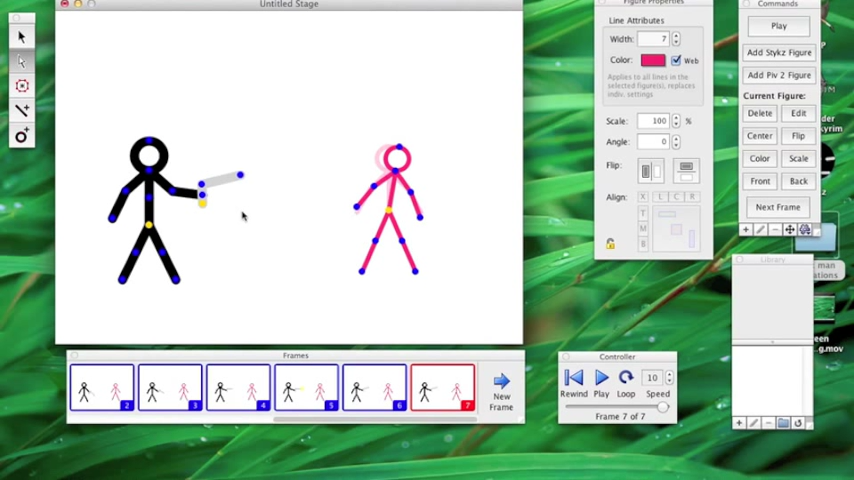 Untitled Stage
Figure Properties
Line Attributes
Width: 7
Color: Web
Applies to all lines in the
selected figure(s), replaces
indiv. settings
Scale: 100 %
Angle: 0
Flip:
Align: X L C R
T
M
B
Commands
Play
Add Stykz Figure
Add Piv 2 Figure
Current Figure:
Delete Edit
Center Flip
Color Scale
Front Back
Next Frame
Library
Frames
2 3 4 5 6 7
New
Frame
Controller
10
Rewind Play Loop Speed
Frame 7 of 7
man